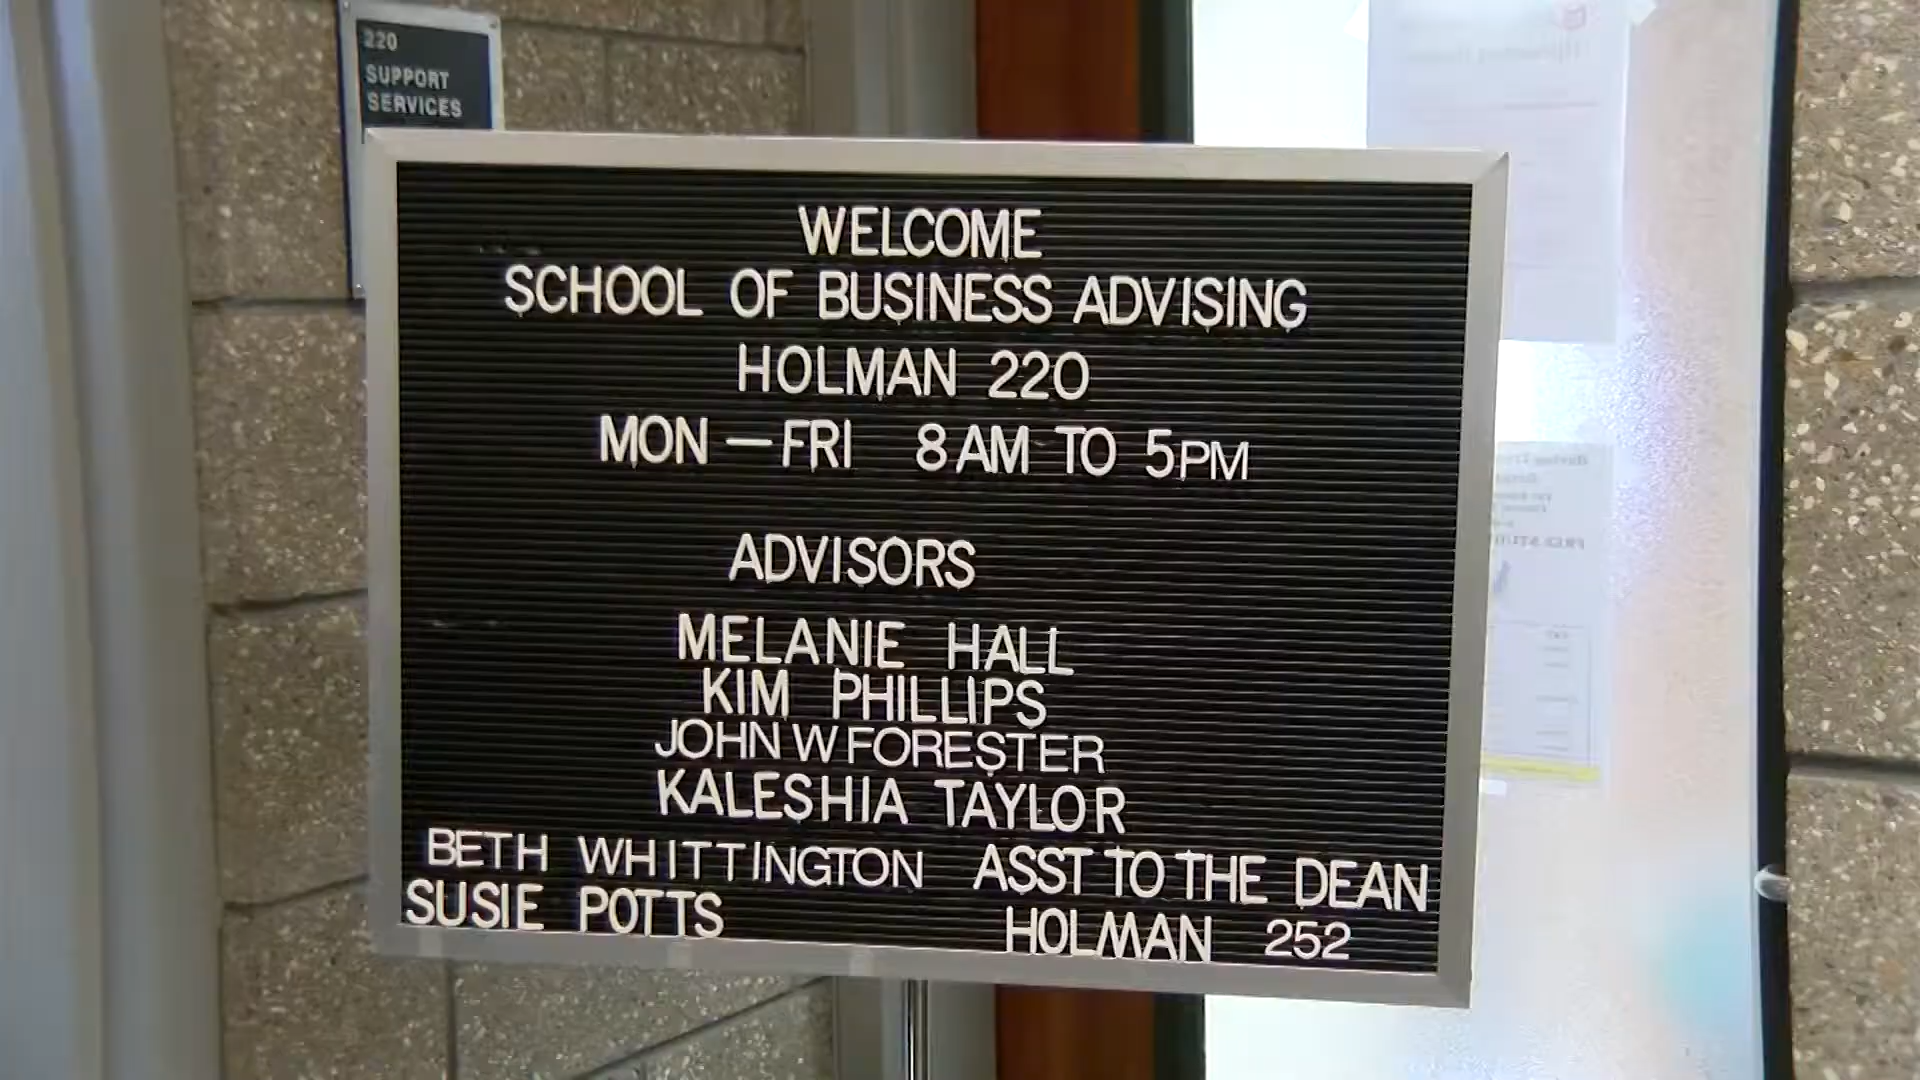 220
SUPPORT
SERVICES
WELCOME
SCHOOL OF BUSINESS ADVISING
HOLMAN 220
MON — FRI 8 AM TO 5PM
ADVISORS
MELANIE HALL
KIM PHILLIPS
JOHN W FORESTER
KALESHIA TAYLOR
BETH WHITTINGTON ASST TO THE DEAN
SUSIE POTTS HOLMAN 252